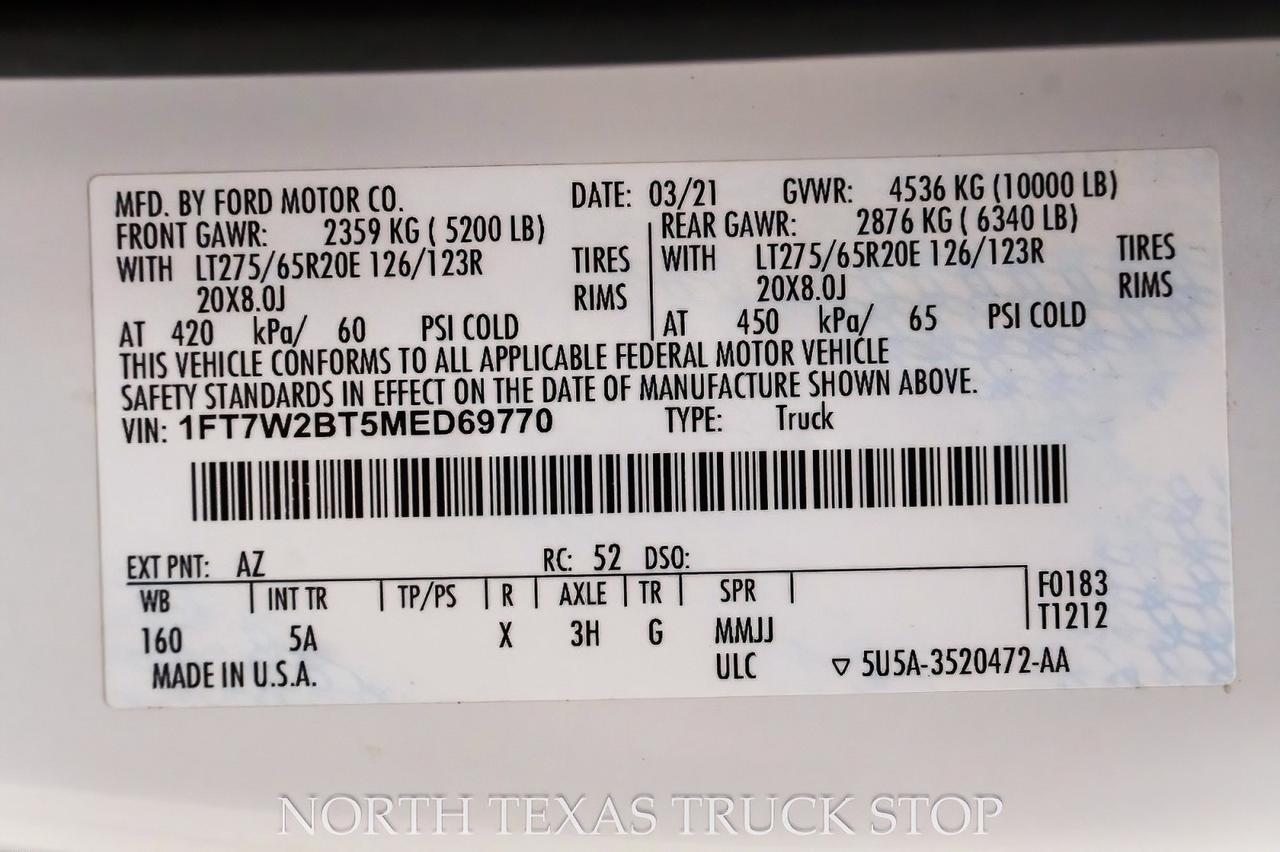 MFD. BY FORD MOTOR CO. DATE: 03/21 GVWR: 4536 KG (10000 LB)
FRONT GAWR: 2359 KG ( 5200 LB) REAR GAWR: 2876 KG ( 6340 LB)
WITH LT275/65R20E 126/123R TIRES WITH LT275/65R20E 126/123R TIRES
20X8.0J RIMS 20X8.0J RIMS
AT 420 kPa/ 60 PSI COLD AT 450 kPa/ 65 PSI COLD
THIS VEHICLE CONFORMS TO ALL APPLICABLE FEDERAL MOTOR VEHICLE
SAFETY STANDARDS IN EFFECT ON THE DATE OF MANUFACTURE SHOWN ABOVE.
VIN: 1FT7W2BT5MED69770 TYPE: Truck
EXT PNT: AZ RC: 52 DSO:
WB INT TR TP/PS R AXLE TR SPR F0183
T1212
160 5A X 3H G MMJJ
MADE IN U.S.A. ULC ▽ 5U5A-3520472-AA
NORTH TEXAS TRUCK STOP